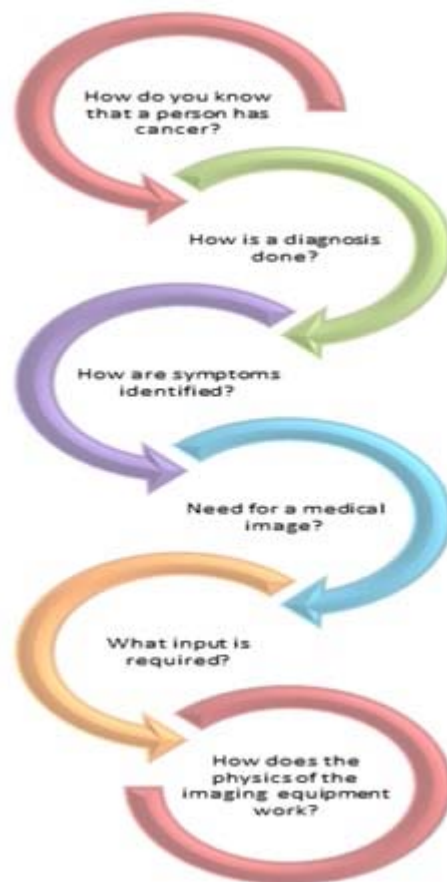 How do you know
that a person has
cancer?
How is a diagnosis
done?
How are symptoms
identified?
Need for a medical
image?
What input is
required?
How does the
physics of the
imaging equipment
work?